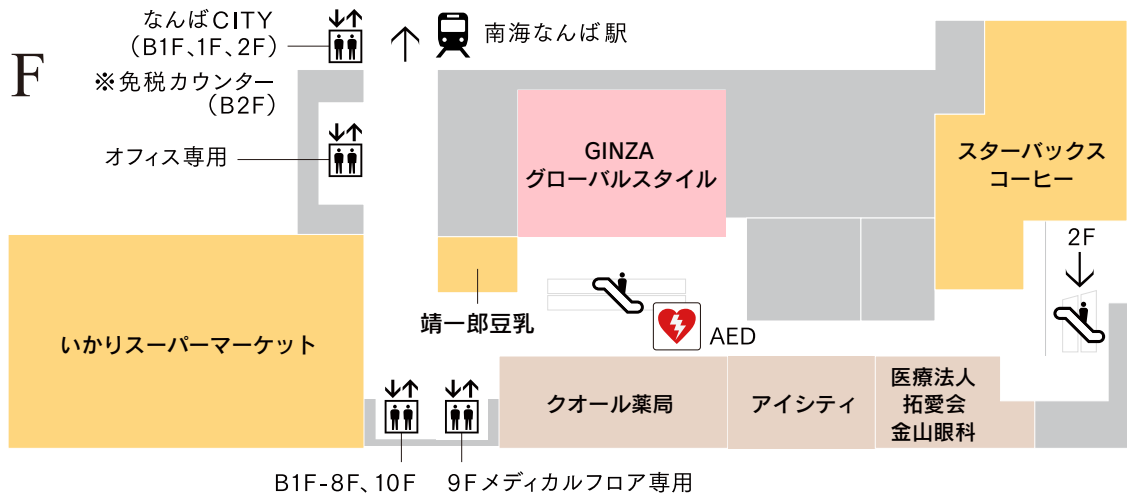 なんばCITY
（B1F、1F、2F）
南海なんば駅
F
※免税カウンター
（B2F）
オフィス専用
GINZA
グローバルスタイル
スターバックス
コーヒー
2F
靖一郎豆乳
AED
いかりスーパーマーケット
クオール薬局
アイシティ
医療法人
拓愛会
金山眼科
B1F-8F、10F
9Fメディカルフロア専用